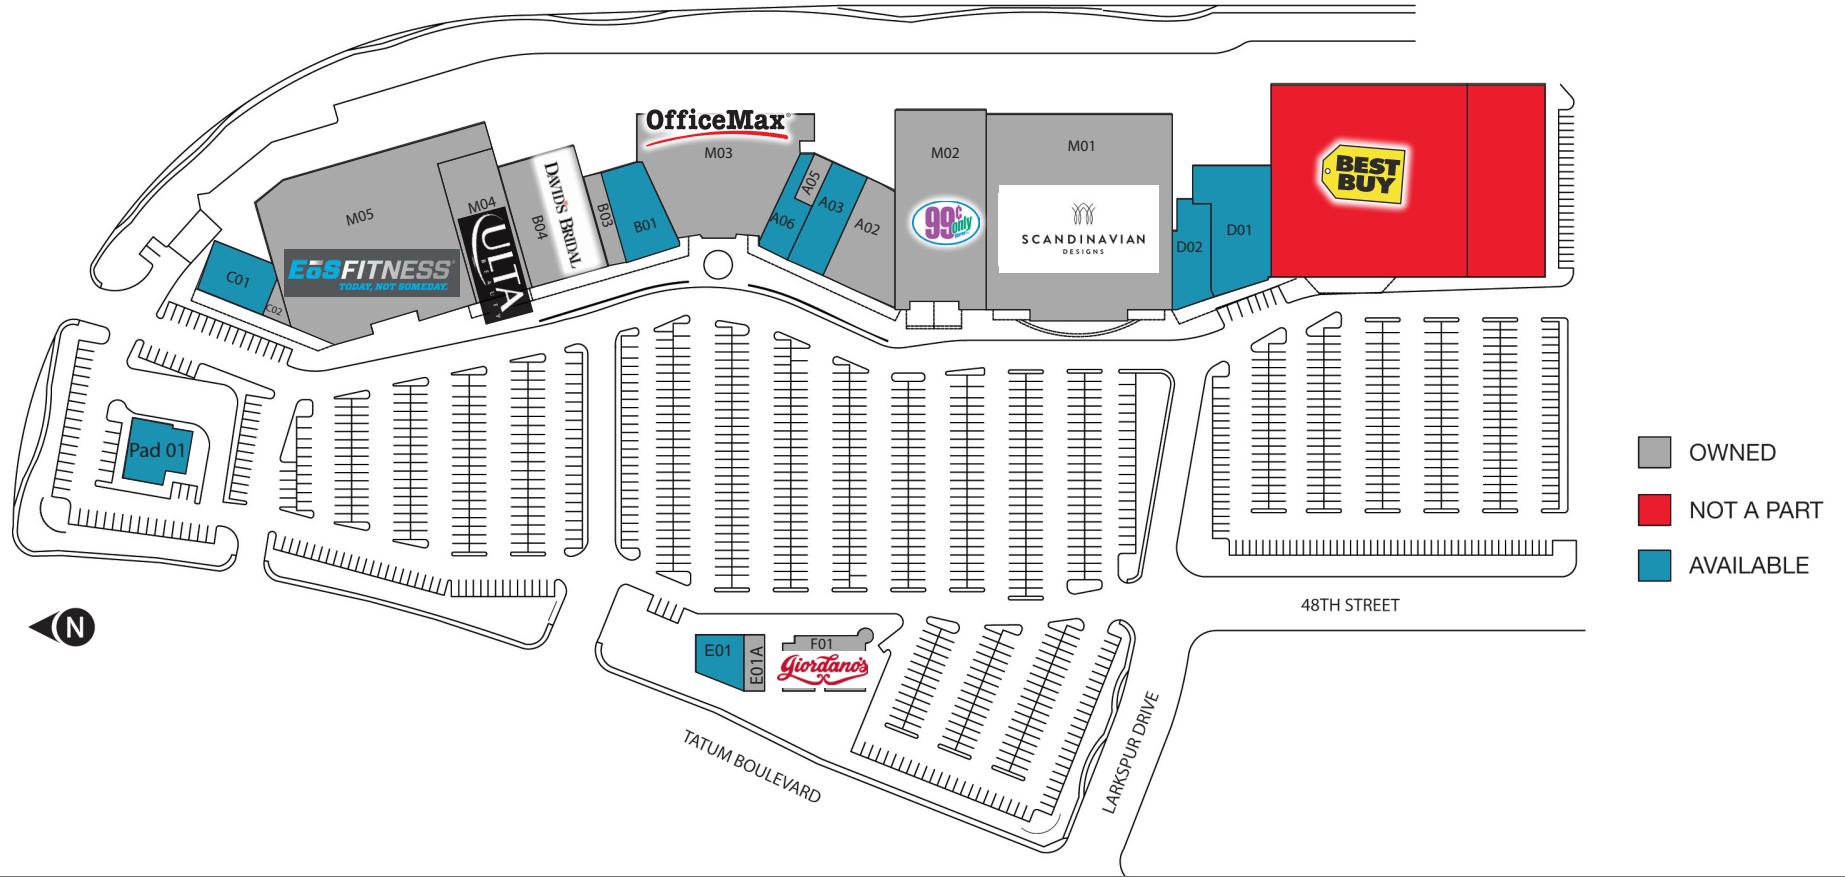 OfficeMax
M03
M02
M01
BEST
BUY
M05
M04
B04
DAVID'S BRIDAL
B03
B01
A05
A06
A03
A02
99¢
only
SCANDINAVIAN
DESIGNS
D02
D01
C01
C02
EōSFITNESS
TODAY, NOT SOMEDAY.
ULTA
Pad 01
OWNED
NOT A PART
AVAILABLE
N
48TH STREET
E01
E01A
F01
Giordano's
TATUM BOULEVARD
LARKSPUR DRIVE